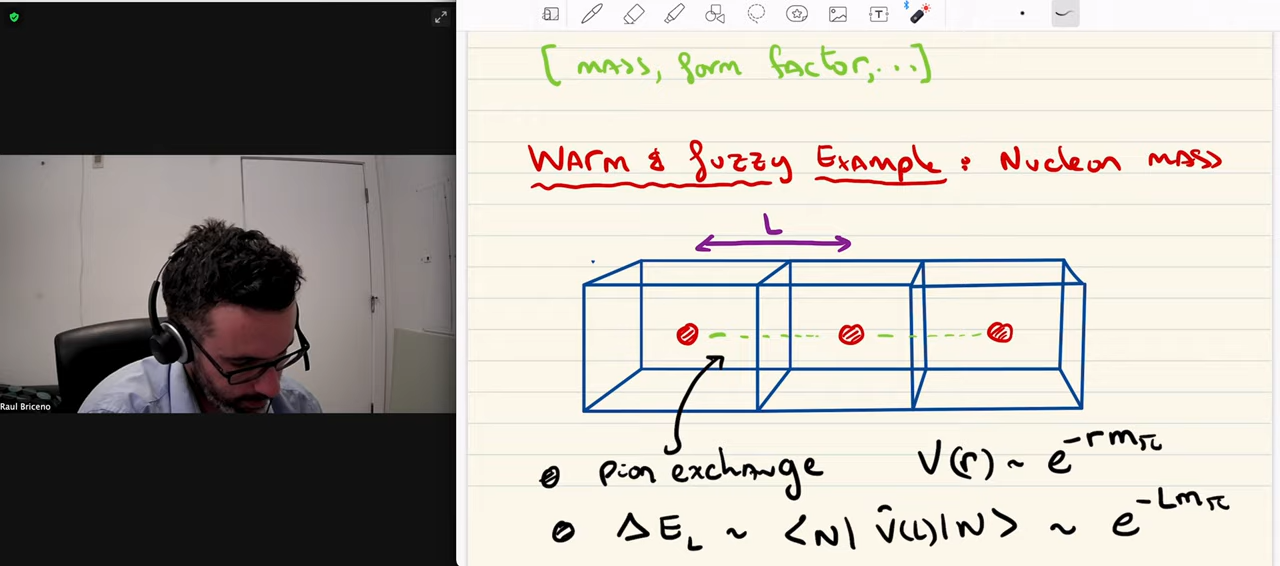 [mass, form factor,...]
Warm & fuzzy Example : Nucleon mass
L
• pion exchange V(r) ~ e^{-rm_π}
• ΔE_L ~ <N| V̂(L) |N> ~ e^{-Lm_π}
Raul Briceno
T